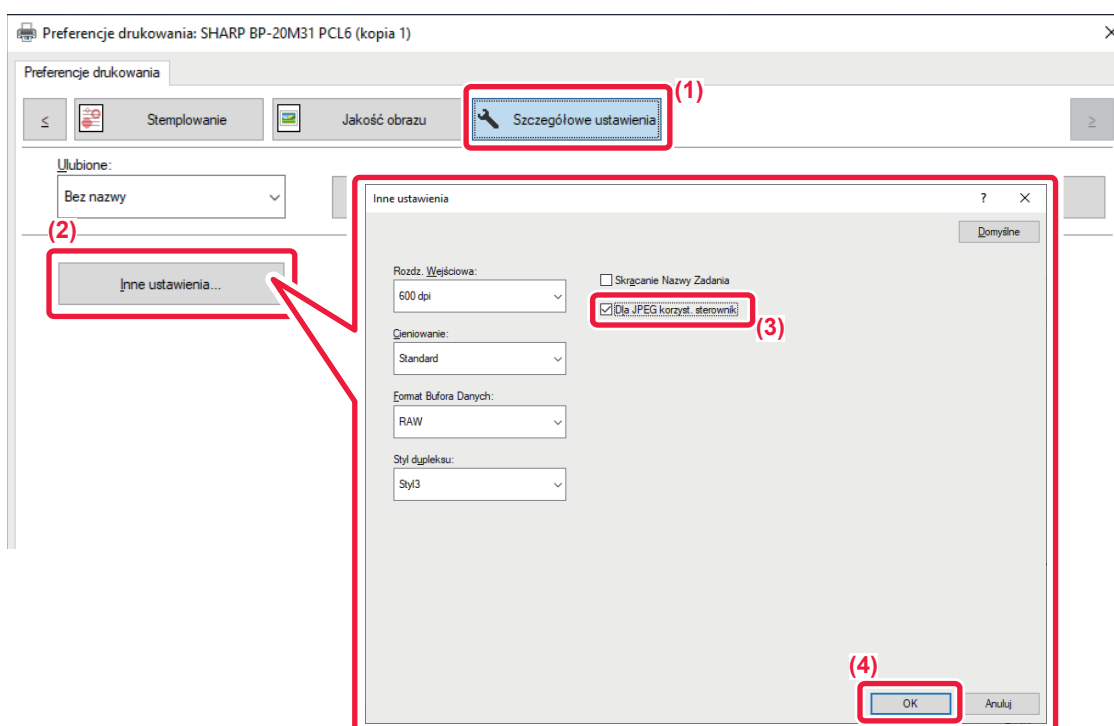 Preferencje drukowania: SHARP BP-20M31 PCL6 (kopia 1)
Preferencje drukowania
(1)
< Stemplowanie Jakość obrazu Szczegółowe ustawienia >
Ulubione:
Bez nazwy
(2)
Inne ustawienia...
Inne ustawienia ?
Domyślne
Rozdz. Wejściowa:
600 dpi
Skracanie Nazwy Zadania
Dla JPEG korzyst. sterownik
(3)
Cieniowanie:
Standard
Format Bufora Danych:
RAW
Styl dupleksu:
Styl3
(4)
OK Anuluj